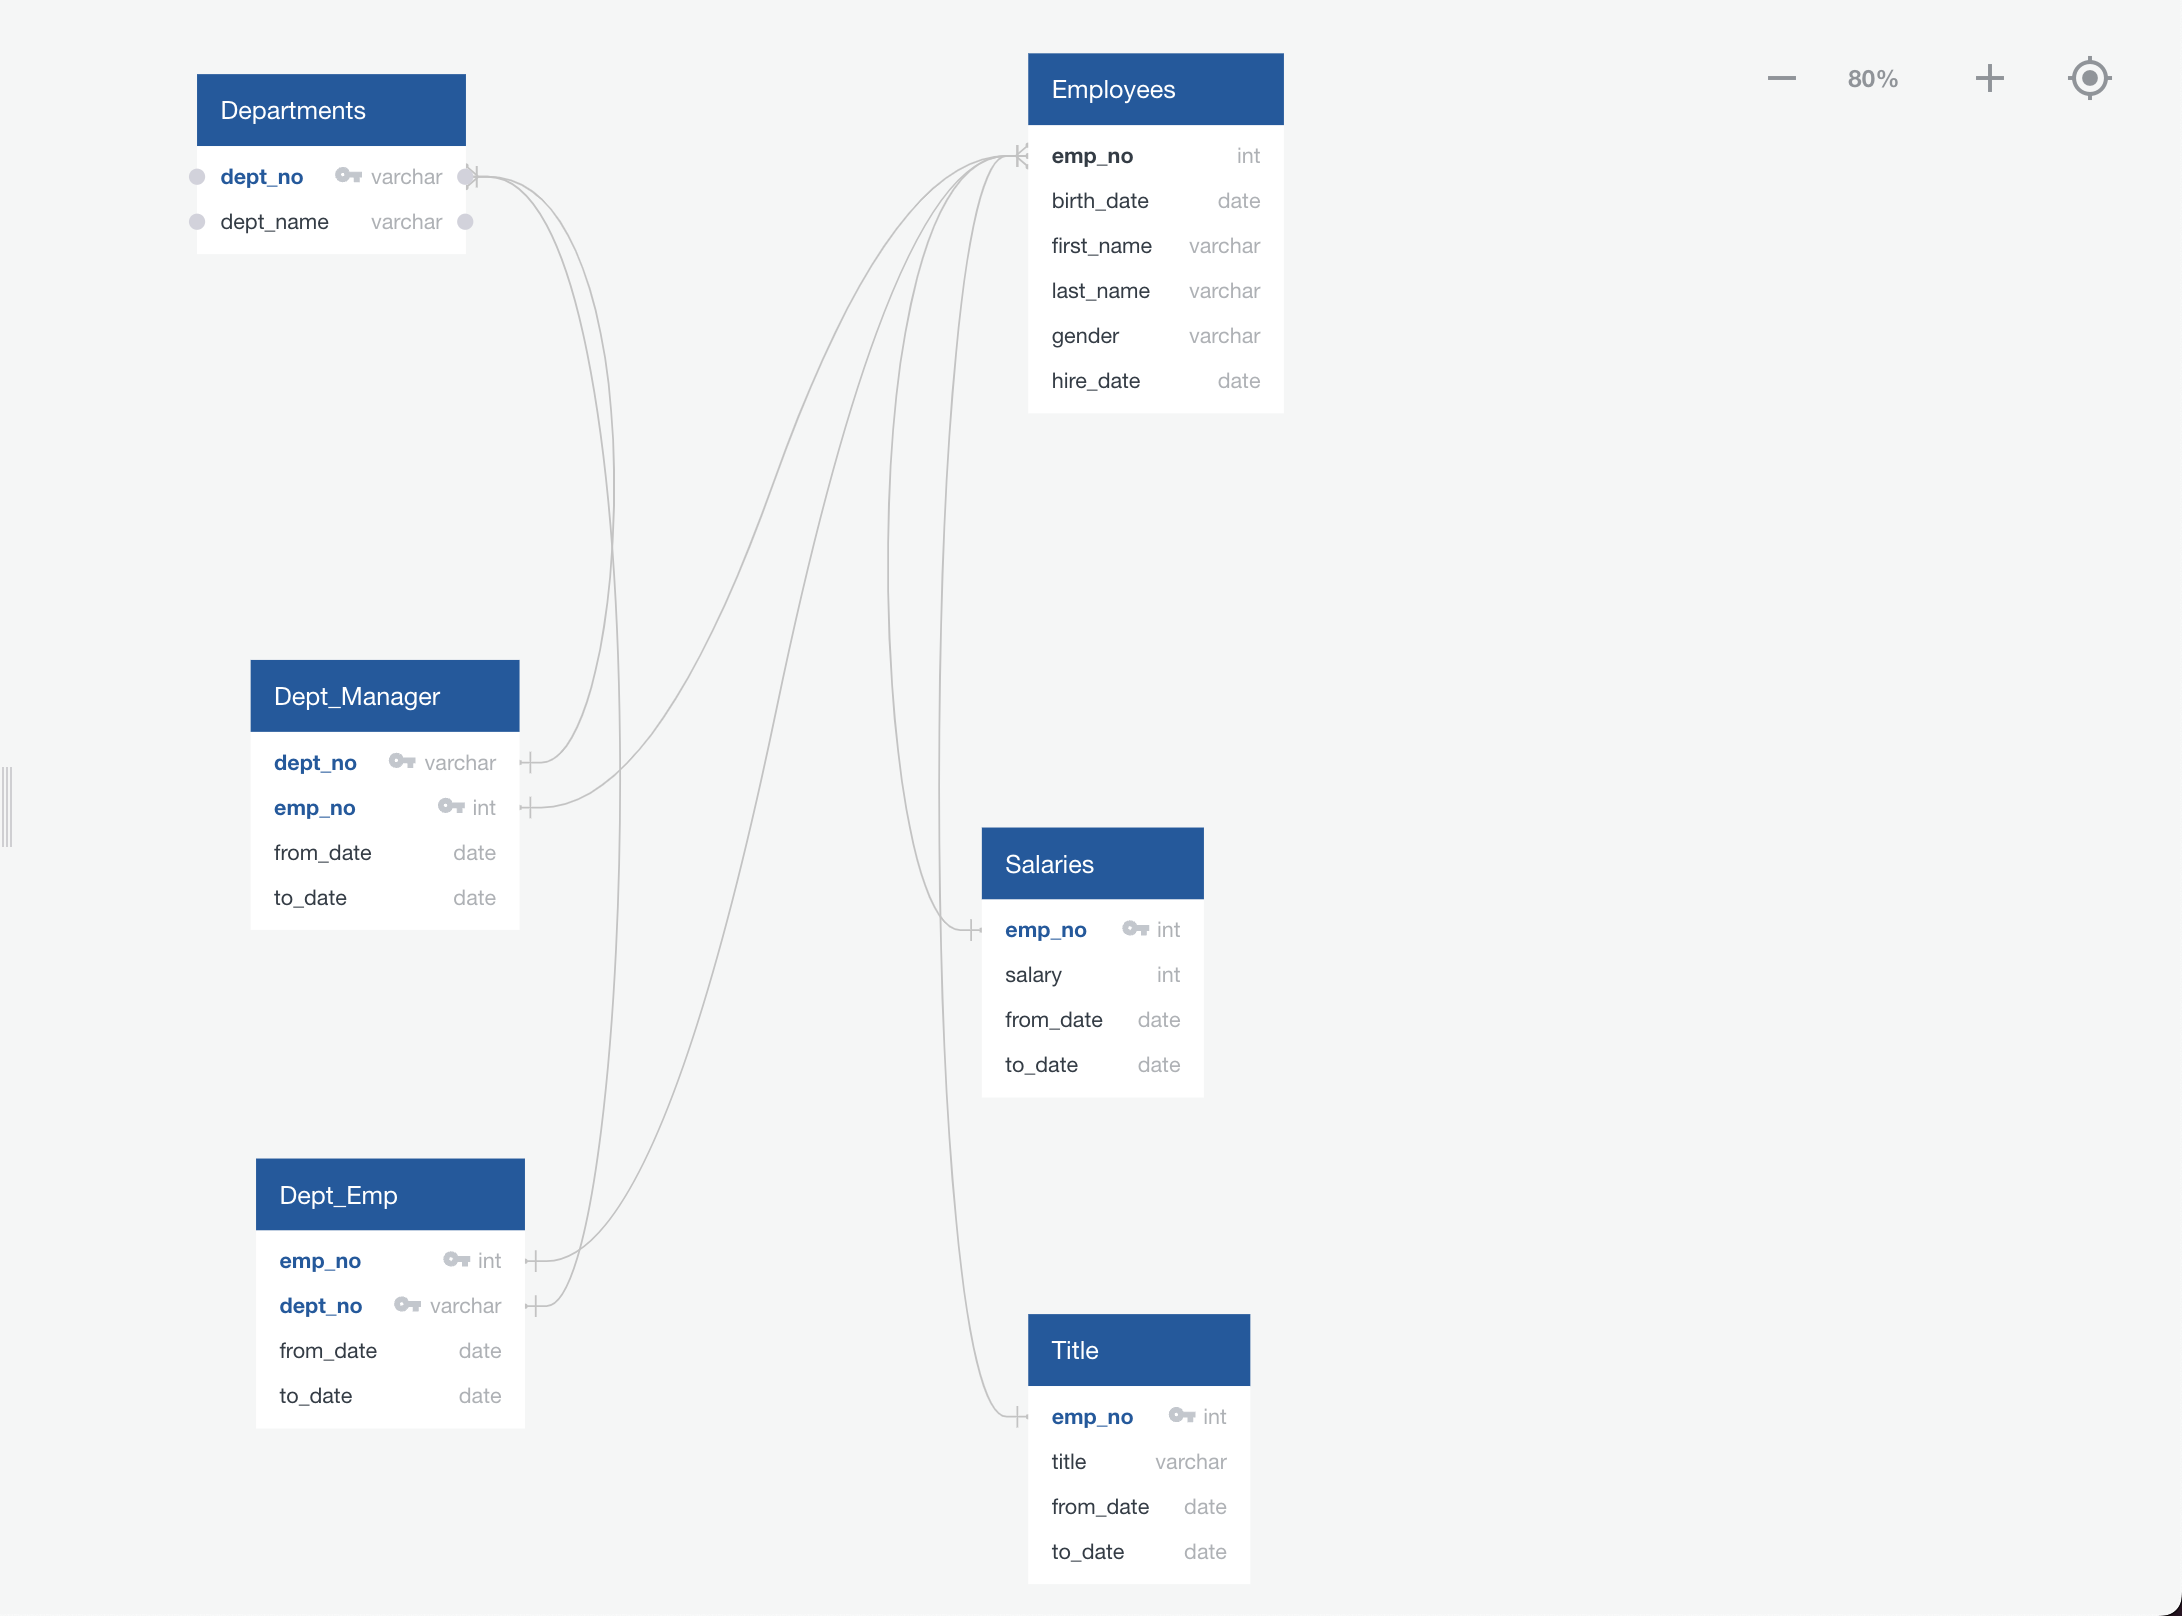 80%
Departments
dept_no varchar
dept_name varchar
Employees
emp_no int
birth_date date
first_name varchar
last_name varchar
gender varchar
hire_date date
Dept_Manager
dept_no varchar
emp_no int
from_date date
to_date date
Salaries
emp_no int
salary int
from_date date
to_date date
Dept_Emp
emp_no int
dept_no varchar
from_date date
to_date date
Title
emp_no int
title varchar
from_date date
to_date date